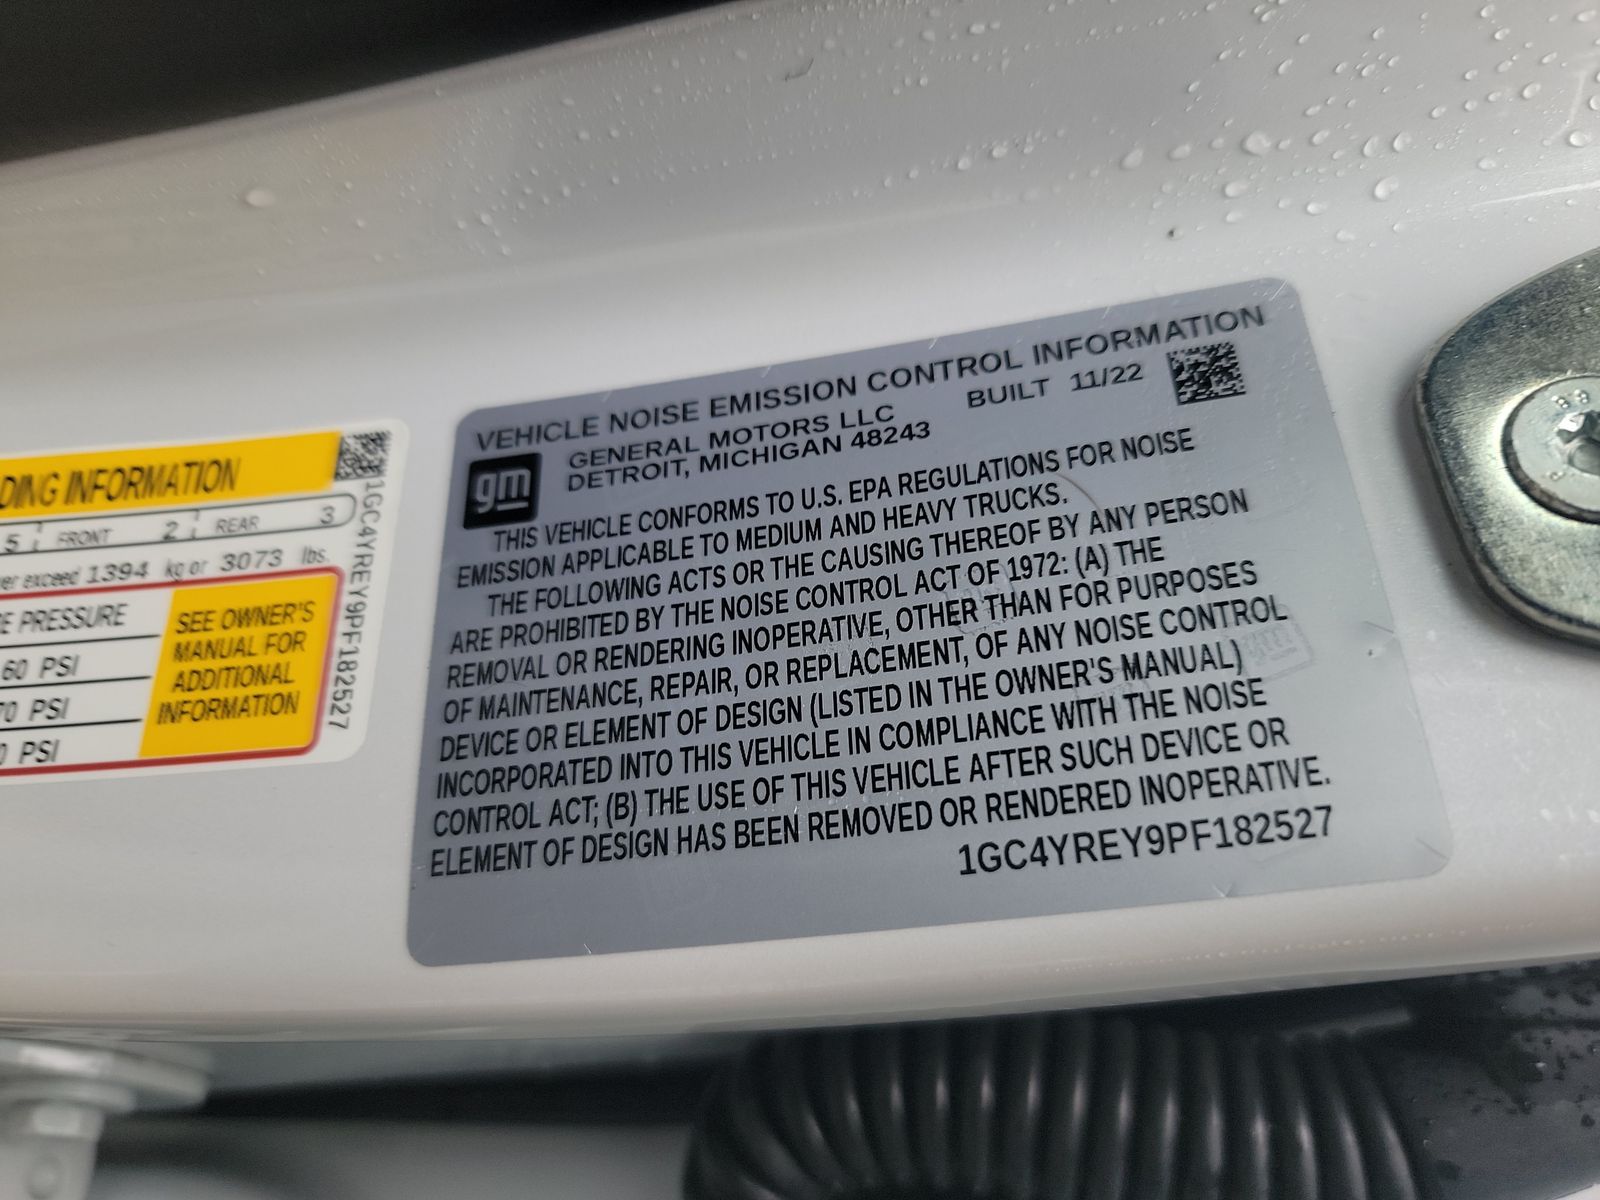 DING INFORMATION
5 FRONT 2 REAR 3
exceed 1394 kg or 3073 lbs.
PRESSURE
60 PSI
70 PSI
PSI
SEE OWNER'S
MANUAL FOR
ADDITIONAL
INFORMATION
1GC4YREY9PF182527
VEHICLE NOISE EMISSION CONTROL INFORMATION
gm
GENERAL MOTORS LLC BUILT 11/22
DETROIT, MICHIGAN 48243
THIS VEHICLE CONFORMS TO U.S. EPA REGULATIONS FOR NOISE
EMISSION APPLICABLE TO MEDIUM AND HEAVY TRUCKS.
THE FOLLOWING ACTS OR THE CAUSING THEREOF BY ANY PERSON
ARE PROHIBITED BY THE NOISE CONTROL ACT OF 1972: (A) THE
REMOVAL OR RENDERING INOPERATIVE, OTHER THAN FOR PURPOSES
OF MAINTENANCE, REPAIR, OR REPLACEMENT, OF ANY NOISE CONTROL
DEVICE OR ELEMENT OF DESIGN (LISTED IN THE OWNER'S MANUAL)
INCORPORATED INTO THIS VEHICLE IN COMPLIANCE WITH THE NOISE
CONTROL ACT; (B) THE USE OF THIS VEHICLE AFTER SUCH DEVICE OR
ELEMENT OF DESIGN HAS BEEN REMOVED OR RENDERED INOPERATIVE.
1GC4YREY9PF182527